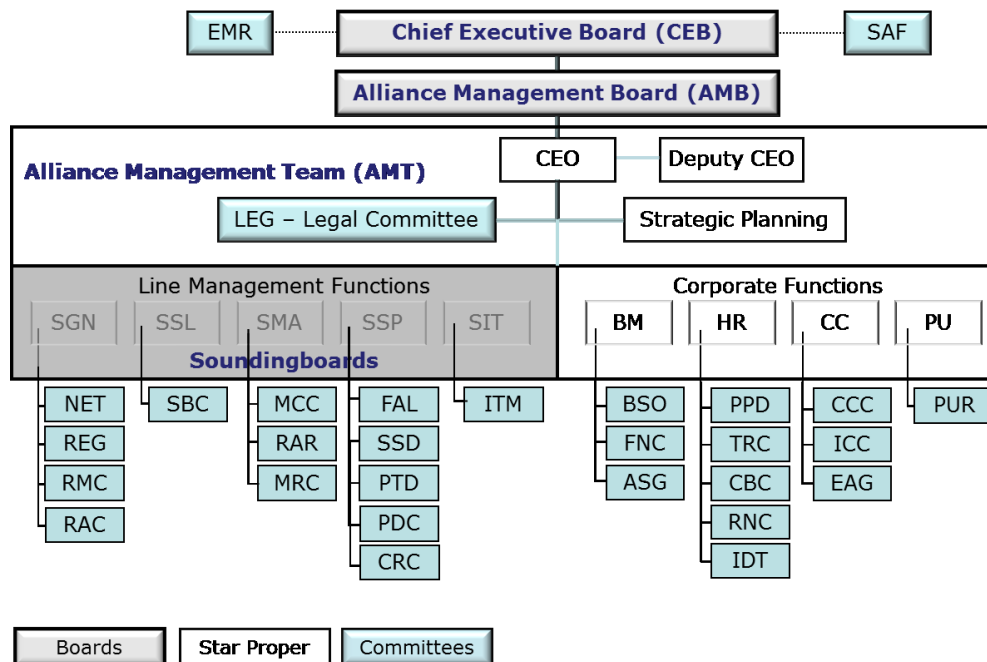 EMR
Chief Executive Board (CEB)
SAF
Alliance Management Board (AMB)
CEO
Deputy CEO
Alliance Management Team (AMT)
LEG – Legal Committee
Strategic Planning
Line Management Functions
Corporate Functions
SGN
SSL
SMA
SSP
SIT
BM
HR
CC
PU
Soundingboards
NET
SBC
MCC
FAL
ITM
BSO
PPD
CCC
PUR
REG
RAR
SSD
FNC
TRC
ICC
RMC
MRC
PTD
ASG
CBC
EAG
RAC
PDC
RNC
CRC
IDT
Boards
Star Proper
Committees